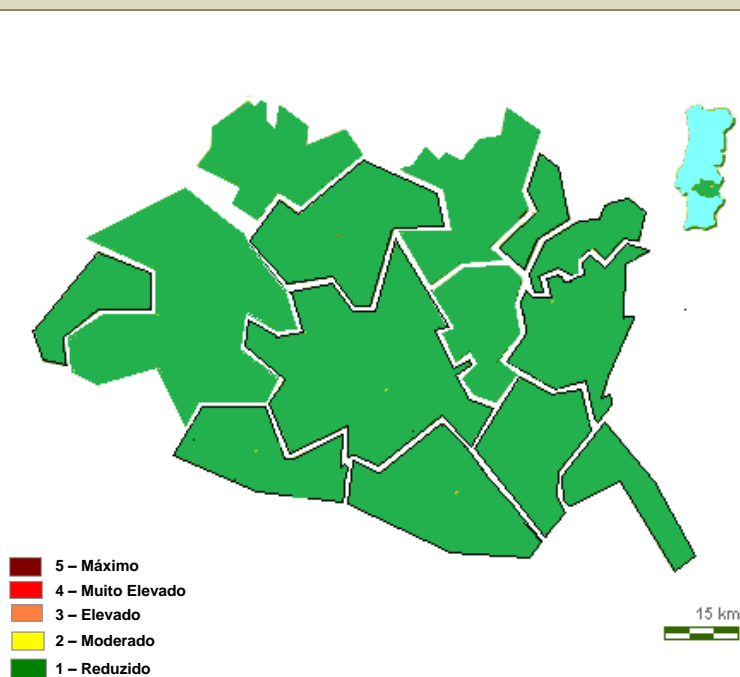 15 km
5 – Máximo
4 – Muito Elevado
3 – Elevado
2 – Moderado
1 – Reduzido